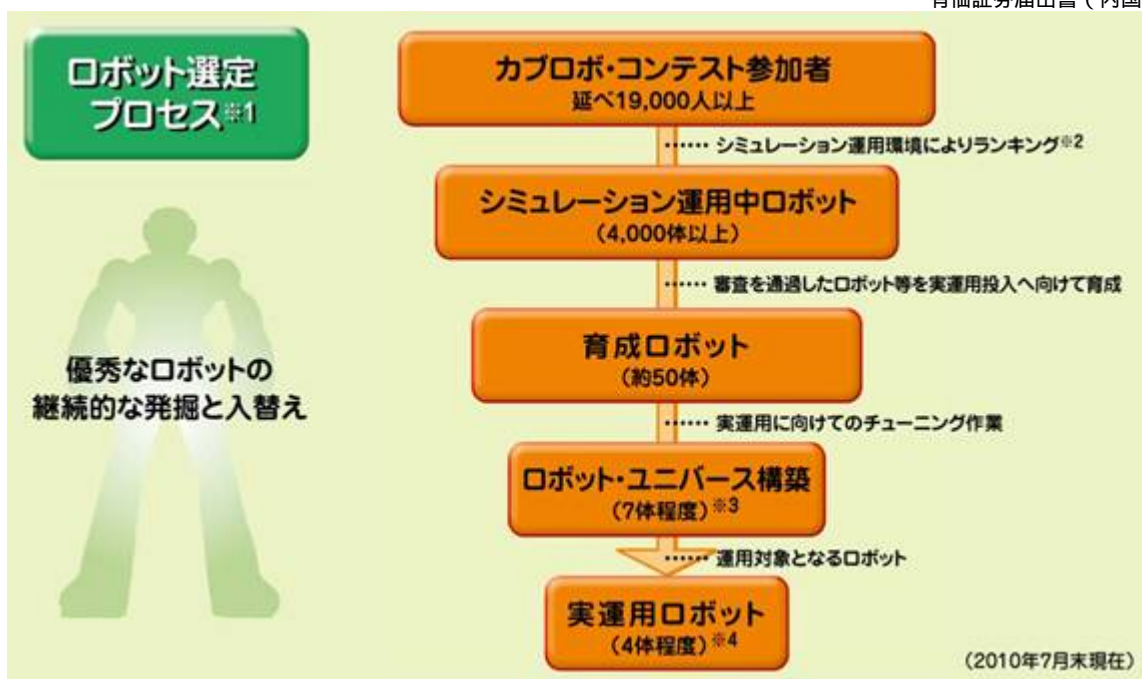 ロボット選定
プロセス※1
カブロボ・コンテスト参加者
延べ19,000人以上
…… シミュレーション運用環境によりランキング※2
シミュレーション運用中ロボット
（4,000体以上）
…… 審査を通過したロボット等を実運用投入へ向けて育成
育成ロボット
（約50体）
優秀なロボットの
継続的な発掘と入替え
…… 実運用に向けてのチューニング作業
ロボット・ユニバース構築
（7体程度）※3
…… 運用対象となるロボット
実運用ロボット
（4体程度）※4
（2010年7月末現在）